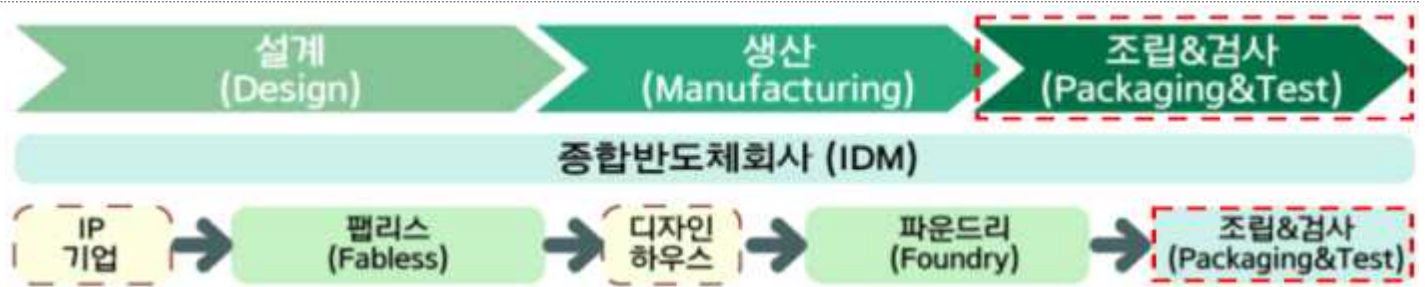 설계
(Design)
생산
(Manufacturing)
조립&검사
(Packaging&Test)
종합반도체회사 (IDM)
IP
기업
팹리스
(Fabless)
디자인
하우스
파운드리
(Foundry)
조립&검사
(Packaging&Test)